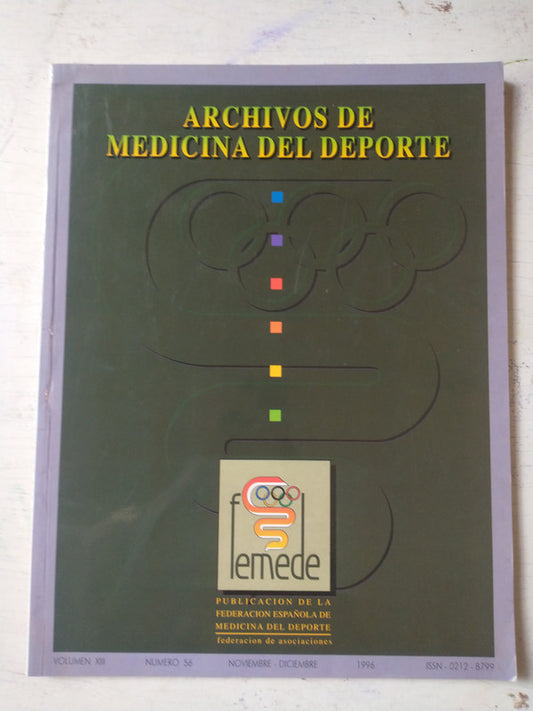 ARCHIVOS DE
MEDICINA DEL DEPORTE
femede
PUBLICACION DE LA
FEDERACION ESPAÑOLA DE
MEDICINA DEL DEPORTE
federacion de asociaciones
VOLUMEN XIII NUMERO 56 NOVIEMBRE - DICIEMBRE 1996 ISSN - 0212 - 8799